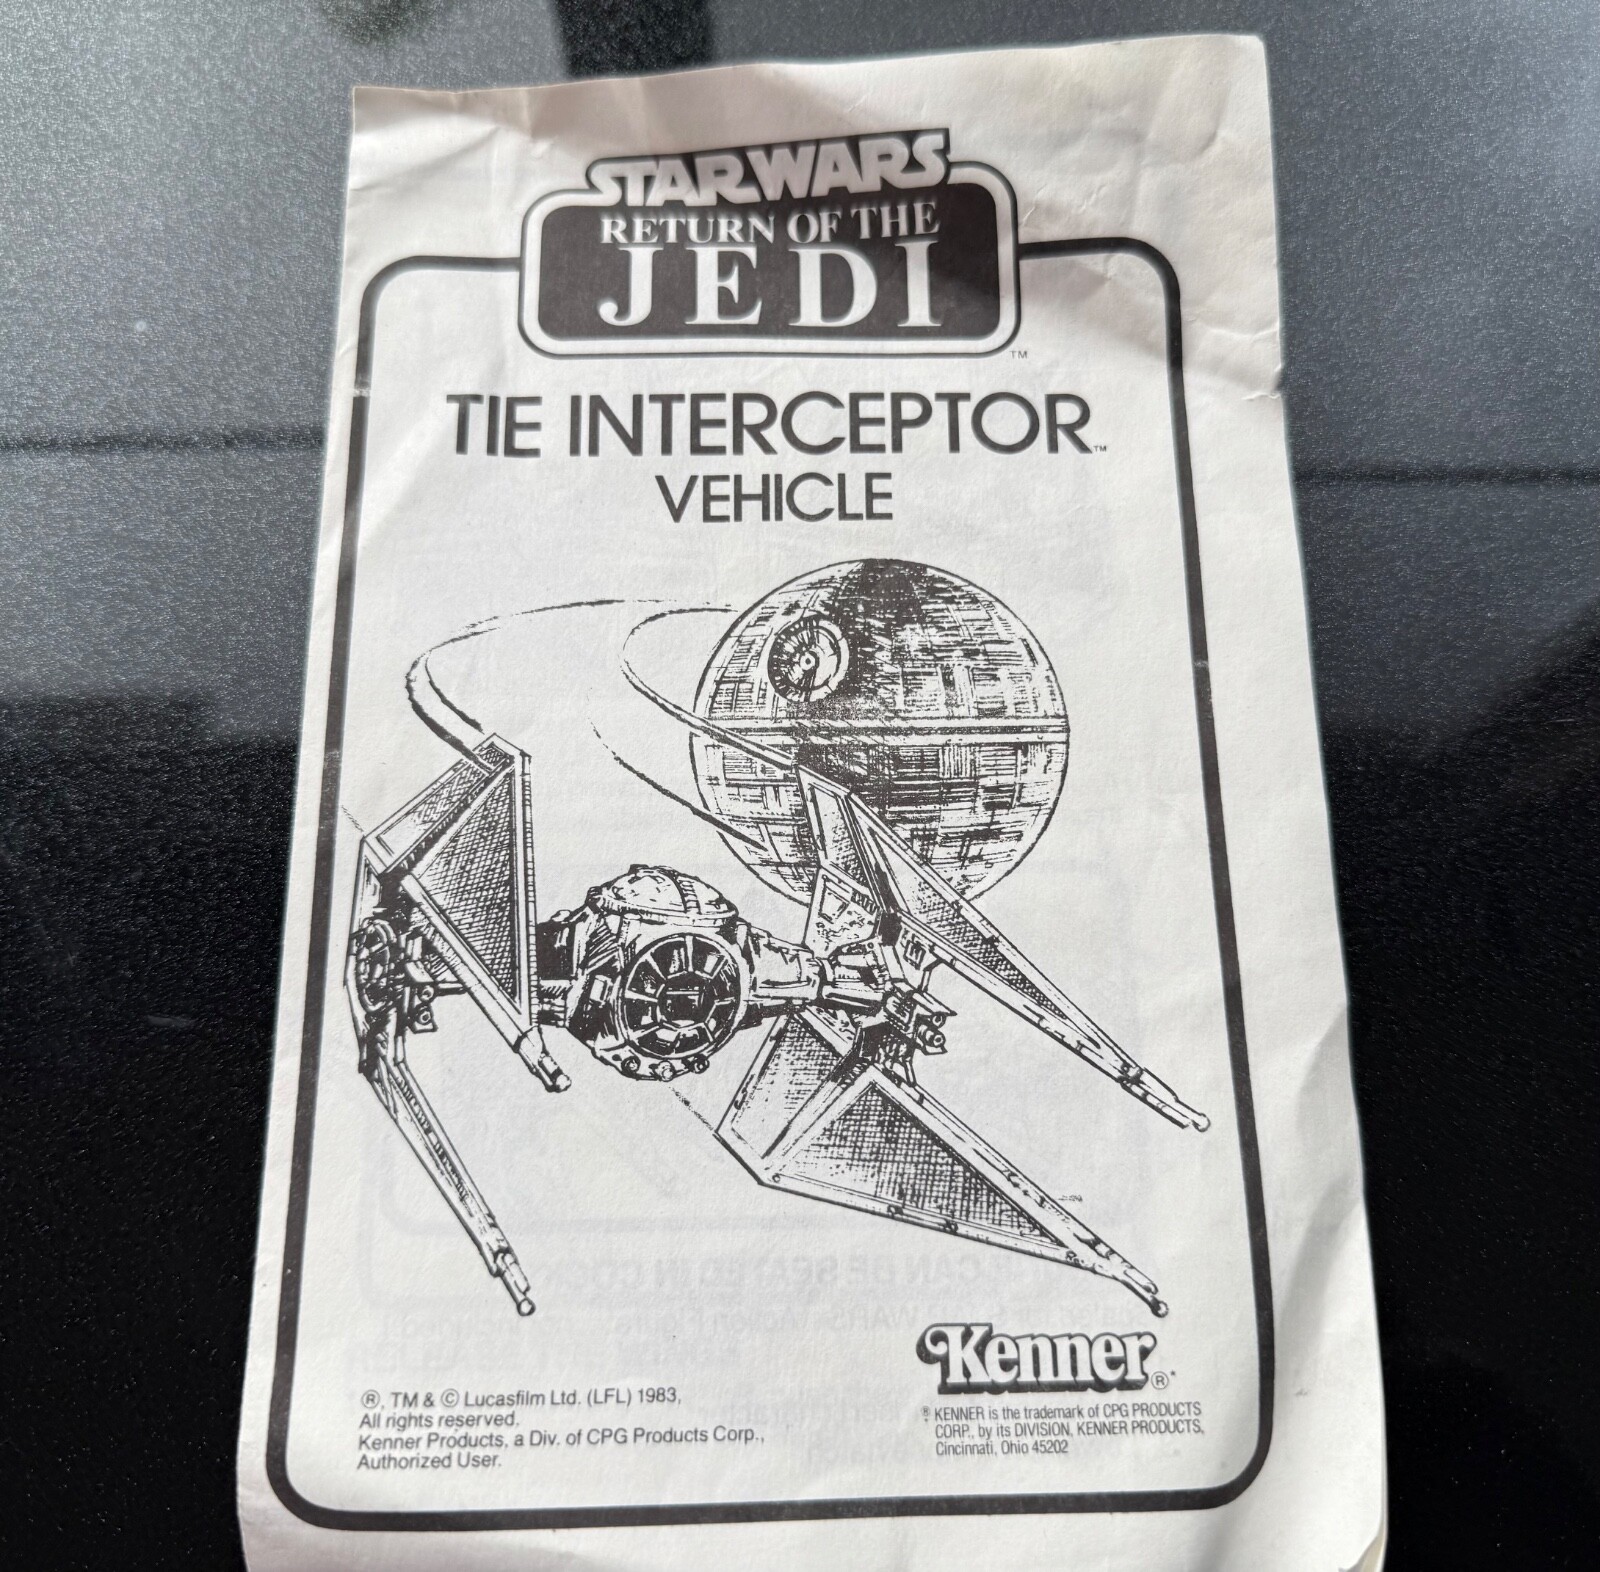 STAR WARS
RETURN OF THE
JEDI
TM
TIE INTERCEPTOR™
VEHICLE
Kenner®
®, TM & © Lucasfilm Ltd. (LFL) 1983,
All rights reserved.
Kenner Products, a Div. of CPG Products Corp.,
Authorized User.
® KENNER is the trademark of CPG PRODUCTS
CORP., by its DIVISION, KENNER PRODUCTS,
Cincinnati, Ohio 45202